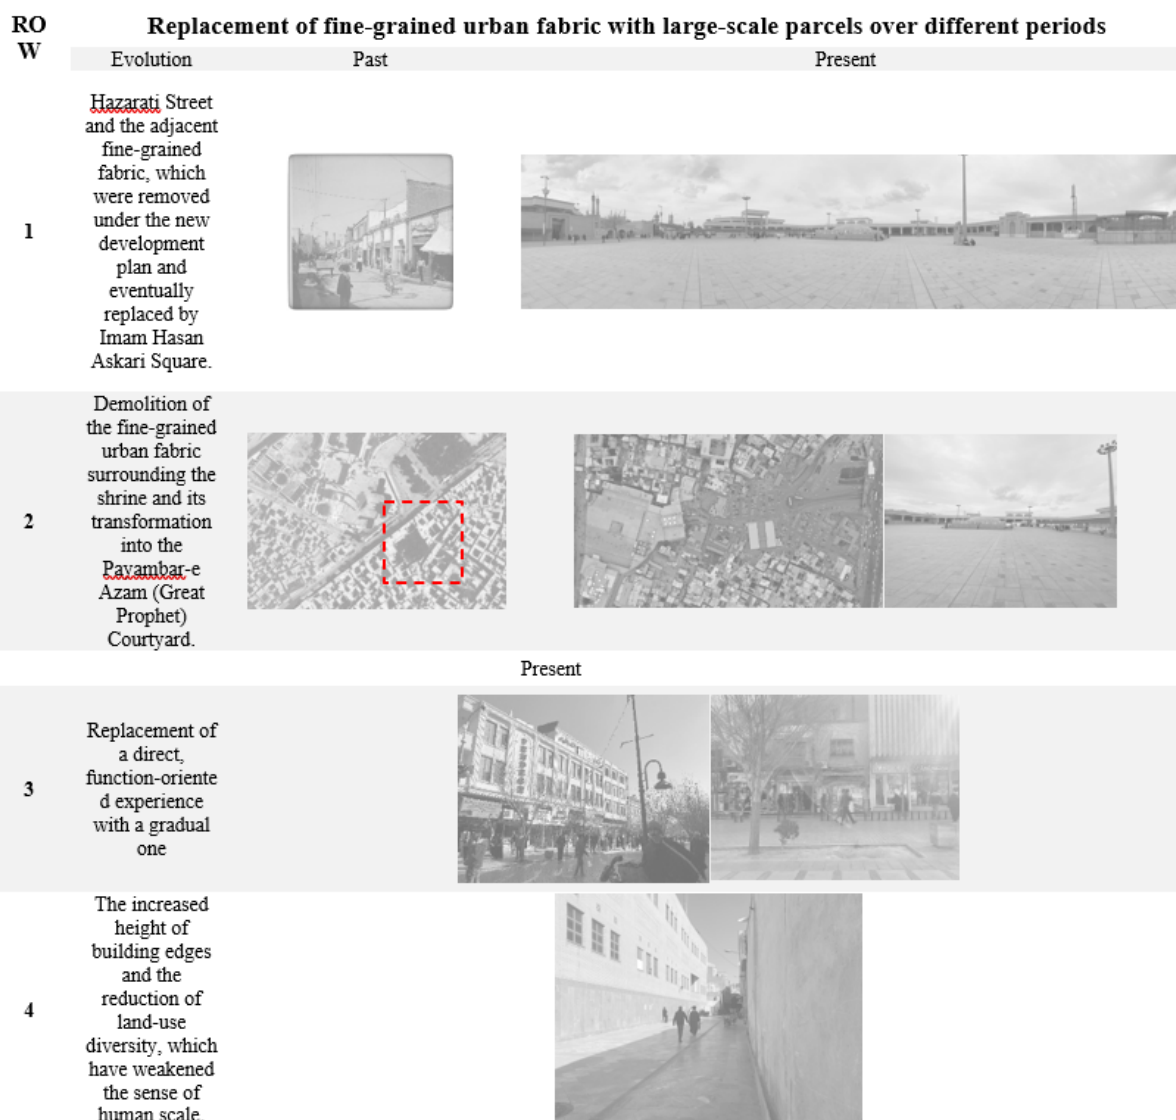 RO
W
Replacement of fine-grained urban fabric with large-scale parcels over different periods
Evolution
Past
Present
1
Hazarati Street
and the adjacent
fine-grained
fabric, which
were removed
under the new
development
plan and
eventually
replaced by
Imam Hasan
Askari Square.
2
Demolition of
the fine-grained
urban fabric
surrounding the
shrine and its
transformation
into the
Payambar-e
Azam (Great
Prophet)
Courtyard.
Present
3
Replacement of
a direct,
function-oriente
d experience
with a gradual
one
4
The increased
height of
building edges
and the
reduction of
land-use
diversity, which
have weakened
the sense of
human scale.